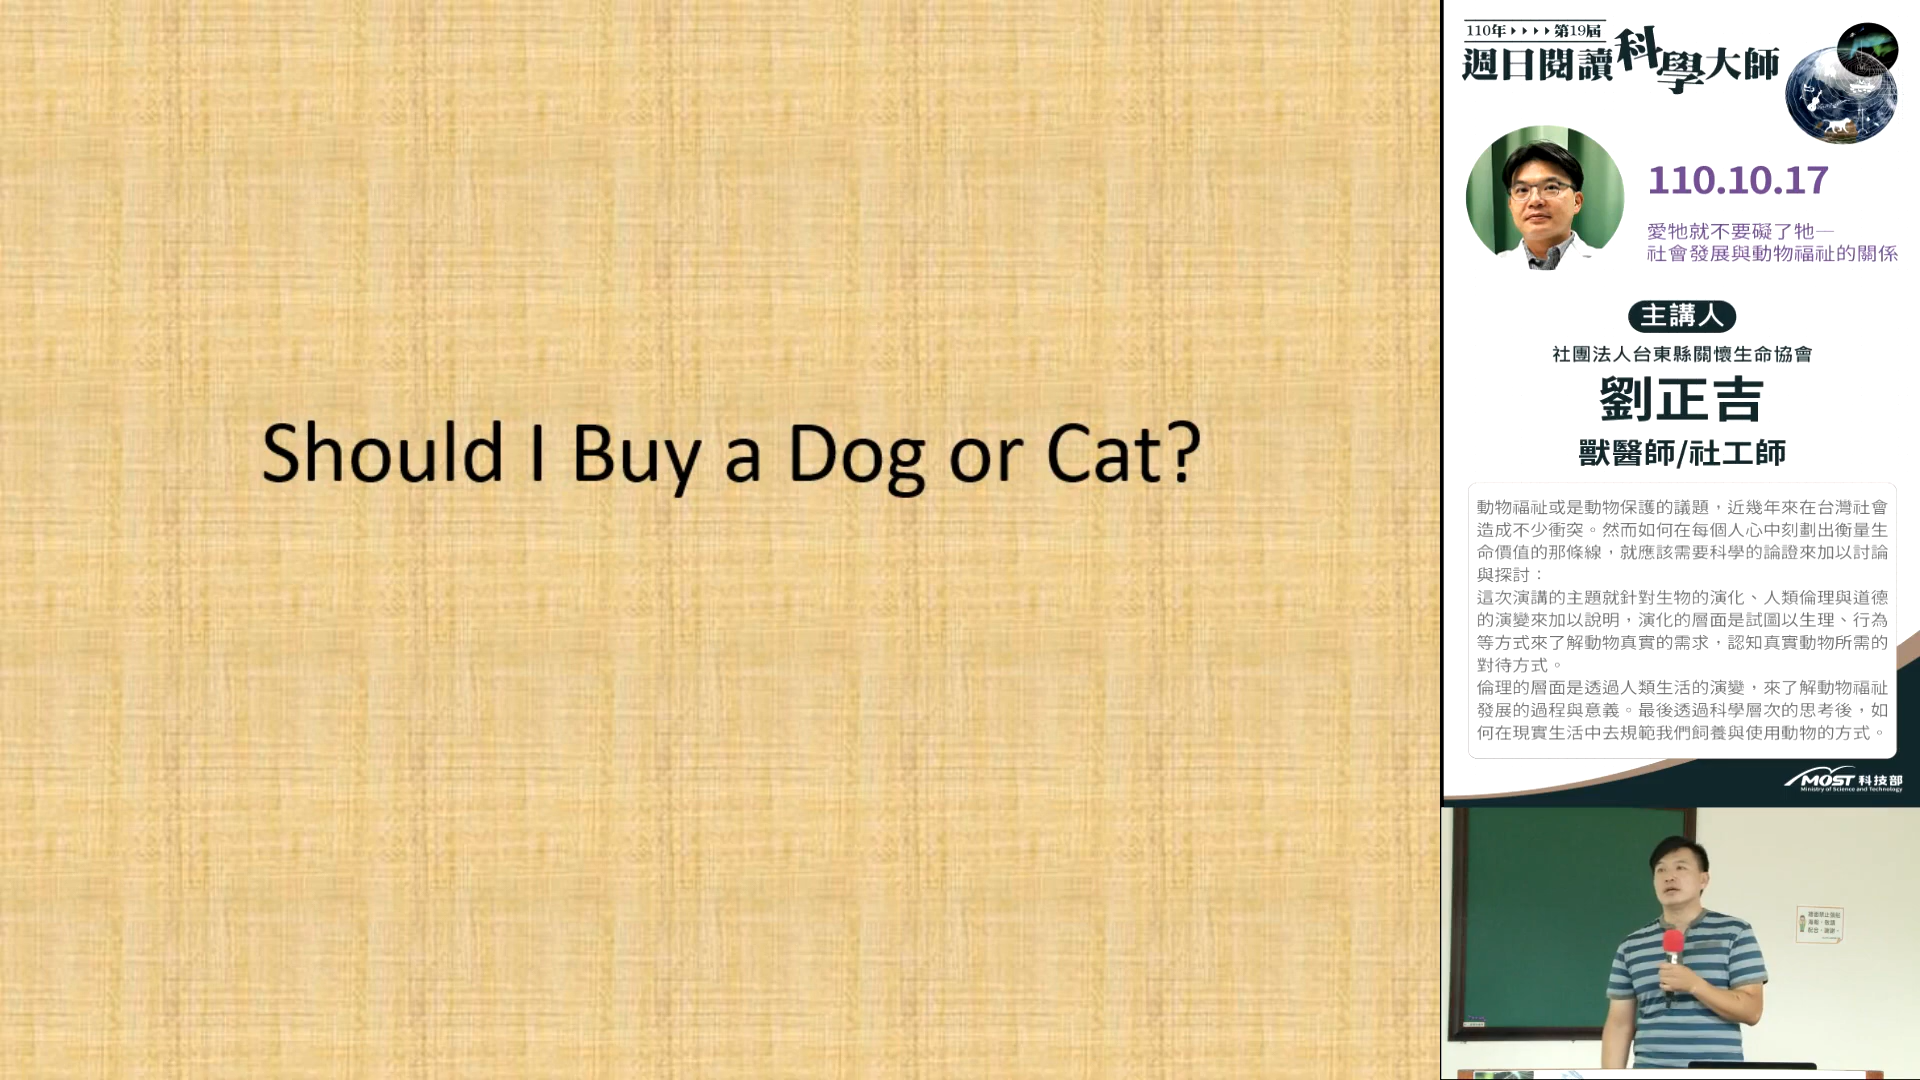 Should I Buy a Dog or Cat?
110年 第19屆
週日閱讀科學大師
110.10.17
愛牠就不要礙了牠—
社會發展與動物福祉的關係
主講人
社團法人台東縣關懷生命協會
劉正吉
獸醫師/社工師
動物福祉或是動物保護的議題，近幾年來在台灣社會
造成不少衝突。然而如何在每個人心中刻劃出衡量生
命價值的那條線，就應該需要科學的論證來加以討論
與探討：
這次演講的主題就針對生物的演化、人類倫理與道德
的演變來加以說明，演化的層面是試圖以生理、行為
等方式來了解動物真實的需求，認知真實動物所需的
對待方式。
倫理的層面是透過人類生活的演變，來了解動物福祉
發展的過程與意義。最後透過科學層次的思考後，如
何在現實生活中去規範我們飼養與使用動物的方式。
MOST 科技部
Ministry of Science and Technology